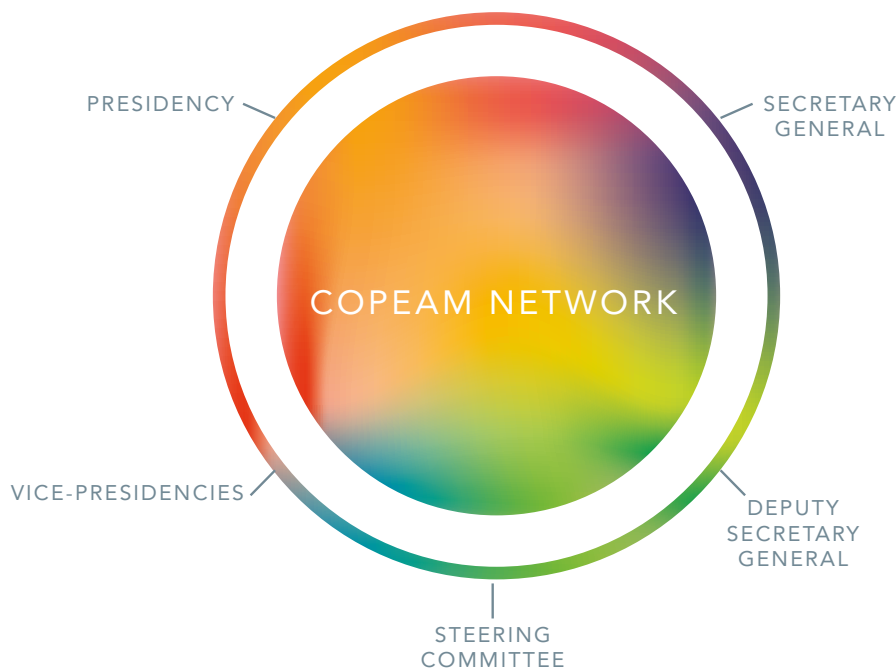 PRESIDENCY
SECRETARY
GENERAL
COPEAM NETWORK
VICE-PRESIDENCIES
DEPUTY
SECRETARY
GENERAL
STEERING
COMMITTEE